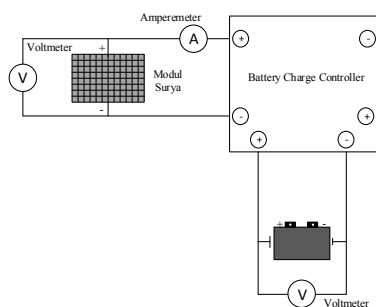 Amperemeter
Voltmeter
+
A
+
-
V
Modul
Surya
Battery Charge Controller
-
-
+
+
-
+
-
V
Voltmeter